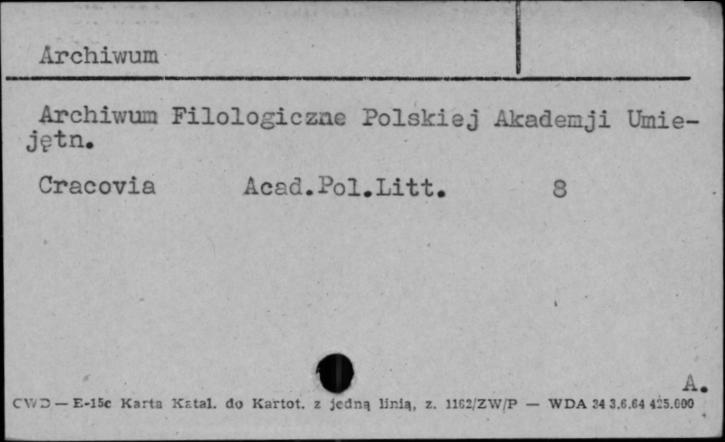 Archiwum
Archiwum Filologiczne Polskiej Akademji Umie-
jętn.
Cracovia Acad.Pol.Litt. 8
A.
CWD — E-15c Karta Katal. do Kartot. z jedną linią, z. 1162/ZW/P — WDA 34 3.6.64 425.000